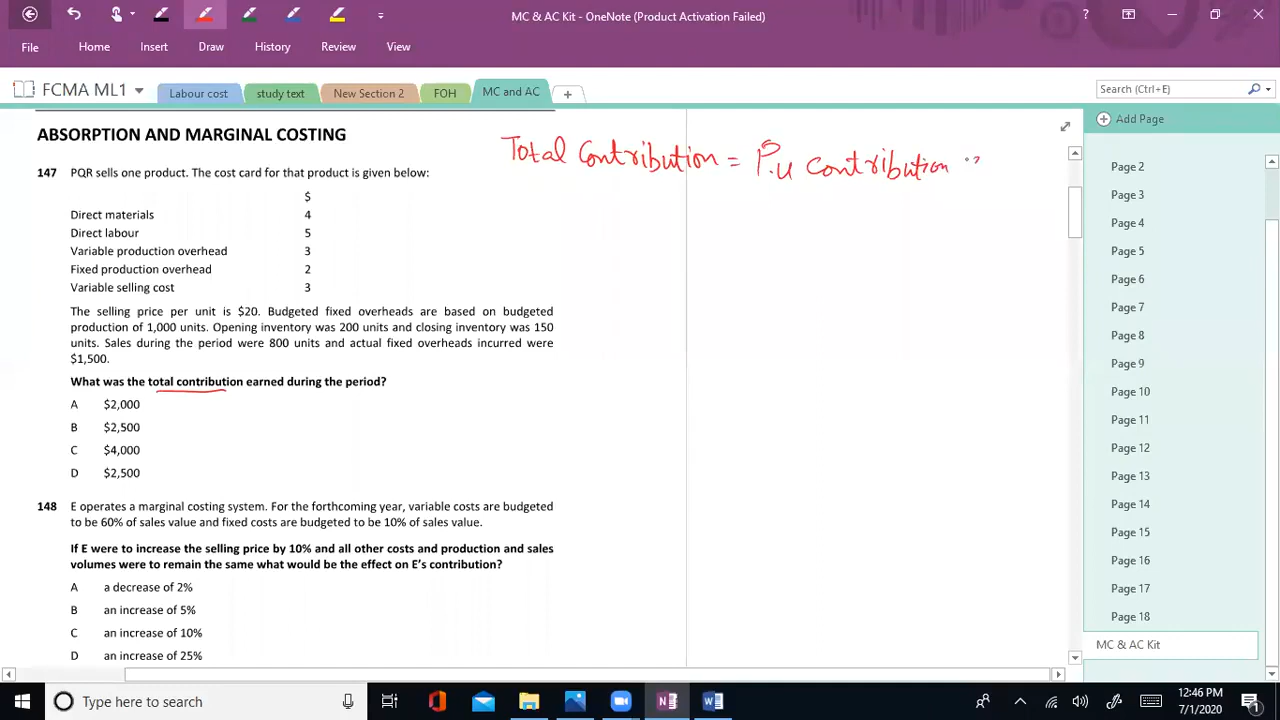 MC & AC Kit - OneNote (Product Activation Failed)
?
File Home Insert Draw History Review View
FCMA ML1 Labour cost study text New Section 2 FOH MC and AC
Search (Ctrl+E)
Add Page
Page 2
Page 3
Page 4
Page 5
Page 6
Page 7
Page 8
Page 9
Page 10
Page 11
Page 12
Page 13
Page 14
Page 15
Page 16
Page 17
Page 18
MC & AC Kit
ABSORPTION AND MARGINAL COSTING
Total Contribution = P.u contribution
147 PQR sells one product. The cost card for that product is given below:
$
Direct materials 4
Direct labour 5
Variable production overhead 3
Fixed production overhead 2
Variable selling cost 3
The selling price per unit is $20. Budgeted fixed overheads are based on budgeted
production of 1,000 units. Opening inventory was 200 units and closing inventory was 150
units. Sales during the period were 800 units and actual fixed overheads incurred were
$1,500.
What was the total contribution earned during the period?
A $2,000
B $2,500
C $4,000
D $2,500
148 E operates a marginal costing system. For the forthcoming year, variable costs are budgeted
to be 60% of sales value and fixed costs are budgeted to be 10% of sales value.
If E were to increase the selling price by 10% and all other costs and production and sales
volumes were to remain the same what would be the effect on E's contribution?
A a decrease of 2%
B an increase of 5%
C an increase of 10%
D an increase of 25%
Type here to search
12:46 PM
7/1/2020